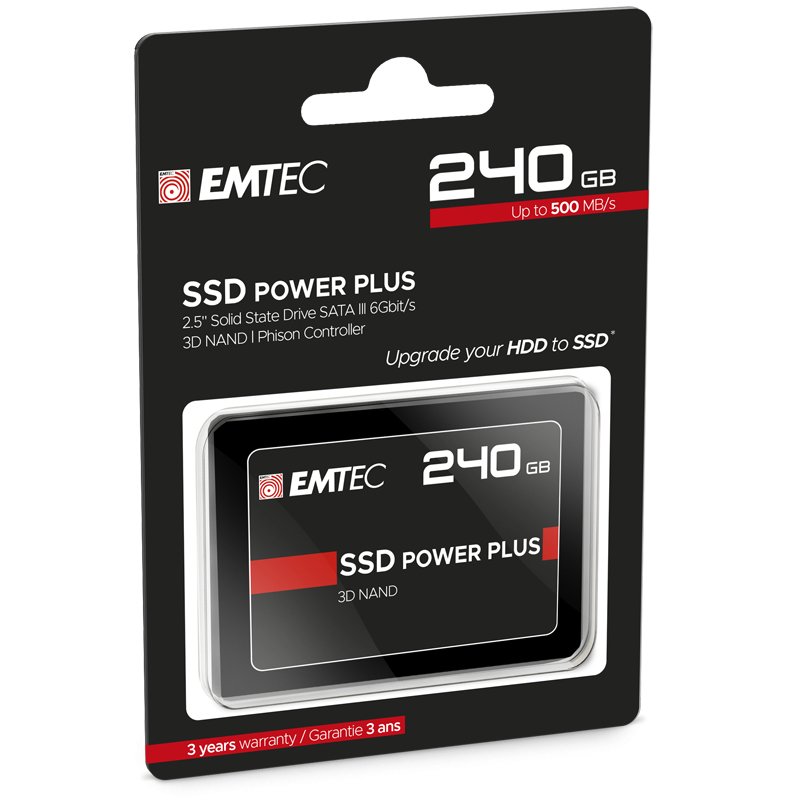 EMTEC
240 GB
Up to 500 MB/s
SSD POWER PLUS
2.5" Solid State Drive SATA III 6Gbit/s
3D NAND | Phison Controller
Upgrade your HDD to SSD*
EMTEC
240 GB
SSD POWER PLUS
3D NAND
3 years warranty / Garantie 3 ans